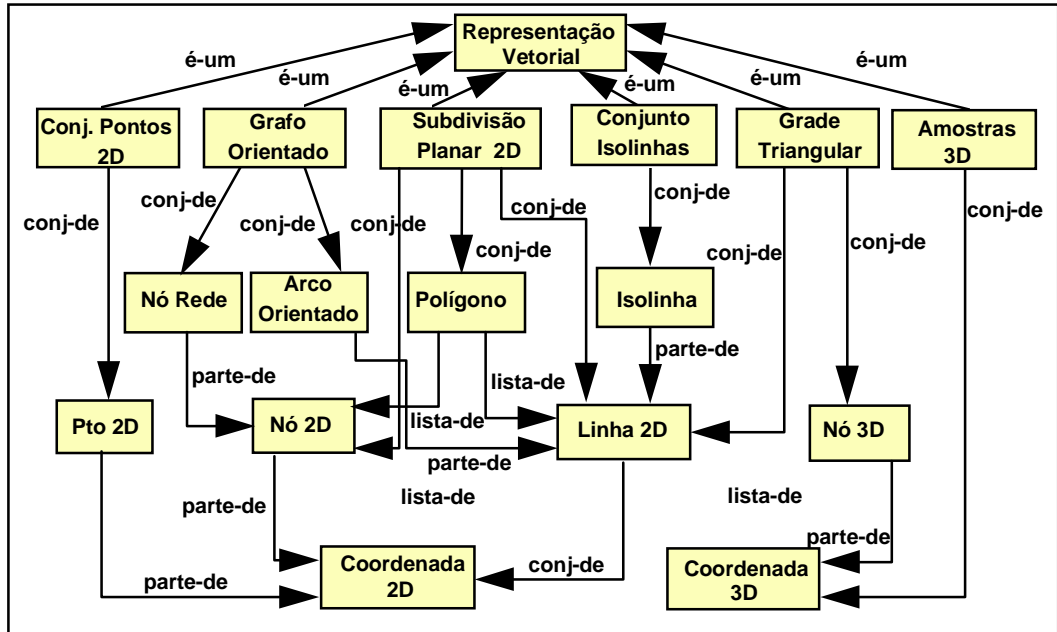 Representação
Vetorial
é-um
é-um
é-um
é-um
é-um
é-um
Conj. Pontos
2D
Grafo
Orientado
Subdivisão
Planar 2D
Conjunto
Isolinhas
Grade
Triangular
Amostras
3D
conj-de
conj-de
conj-de
conj-de
conj-de
conj-de
conj-de
conj-de
conj-de
conj-de
Nó Rede
Arco
Orientado
Polígono
Isolinha
parte-de
parte-de
lista-de
Pto 2D
Nó 2D
lista-de
Linha 2D
Nó 3D
parte-de
parte-de
lista-de
lista-de
parte-de
parte-de
conj-de
Coordenada
2D
Coordenada
3D